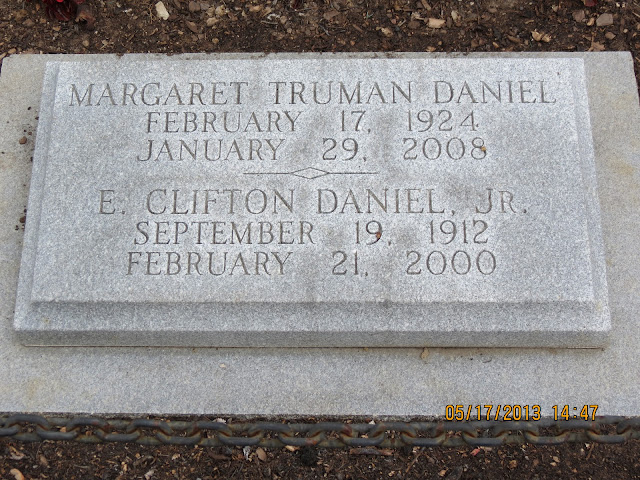 MARGARET TRUMAN DANIEL
FEBRUARY 17, 1924
JANUARY 29, 2008
E. CLIFTON DANIEL, JR.
SEPTEMBER 19, 1912
FEBRUARY 21, 2000
05/17/2013 14:47